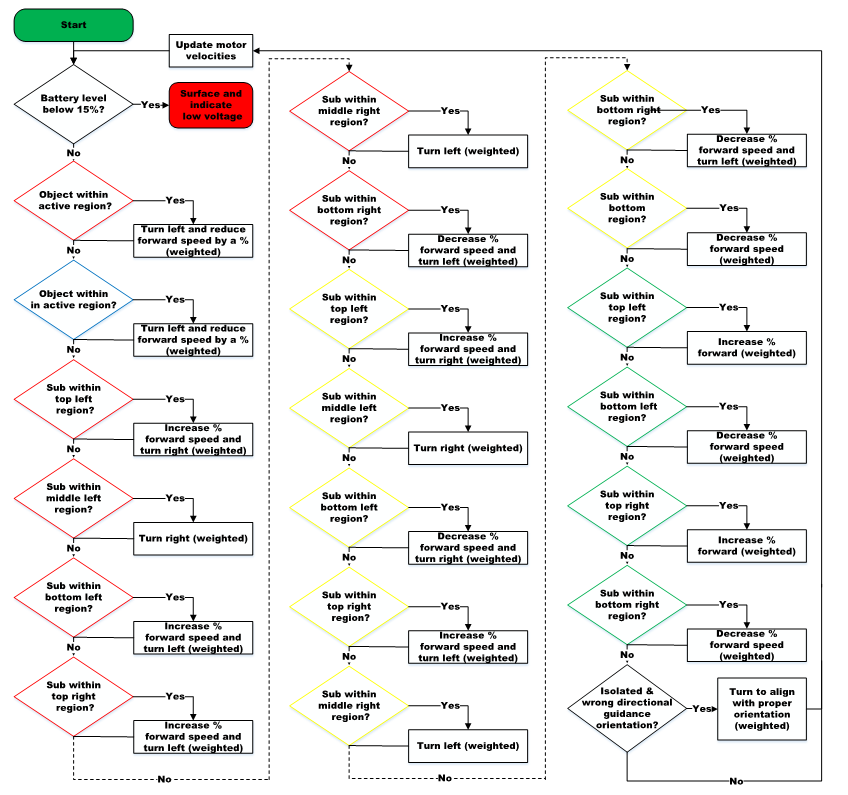 Start
Update motor
velocities
Battery level
below 15%?
Yes
Surface and
indicate
low voltage
No
Object within
active region?
Yes
Turn left and reduce
forward speed by a %
(weighted)
No
Object within
in active region?
Yes
Turn left and reduce
forward speed by a %
(weighted)
No
Sub within
top left
region?
Yes
Increase %
forward speed and
turn right (weighted)
No
Sub within
middle left
region?
Yes
Turn right (weighted)
No
Sub within
bottom left
region?
Yes
Increase %
forward speed and
turn left (weighted)
No
Sub within
top right
region?
Yes
Increase %
forward speed and
turn left (weighted)
No
Sub within
middle right
region?
Yes
Turn left (weighted)
No
Sub within
bottom right
region?
Yes
Decrease %
forward speed and
turn left (weighted)
No
Sub within
top left
region?
Yes
Increase %
forward speed and
turn right (weighted)
No
Sub within
middle left
region?
Yes
Turn right (weighted)
No
Sub within
bottom left
region?
Yes
Decrease %
forward speed and
turn right (weighted)
No
Sub within
top right
region?
Yes
Increase %
forward speed and
turn left (weighted)
No
Sub within
middle right
region?
Yes
Turn left (weighted)
No
Sub within
bottom right
region?
Yes
Decrease %
forward speed and
turn left (weighted)
No
Sub within
bottom
region?
Yes
Decrease %
forward speed
(weighted)
No
Sub within
top left
region?
Yes
Increase %
forward (weighted)
No
Sub within
bottom left
region?
Yes
Decrease %
forward speed
(weighted)
No
Sub within
top right
region?
Yes
Increase %
forward (weighted)
No
Sub within
bottom right
region?
Yes
Decrease %
forward speed
(weighted)
No
Isolated &
wrong directional
guidance
orientation?
Yes
Turn to align
with proper
orientation
(weighted)
No